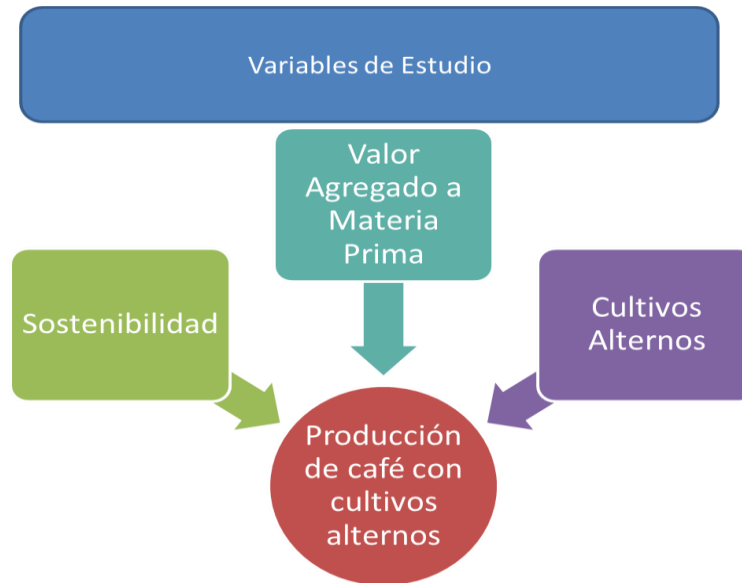 Variables de Estudio
Valor
Agregado a
Materia
Prima
Sostenibilidad
Cultivos
Alternos
Producción
de café con
cultivos
alternos